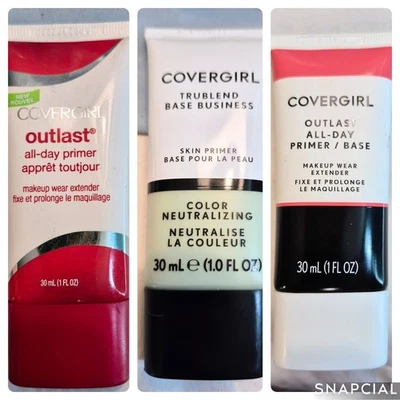 NEW
NOUVEL
COVERGIRL
outlast®
all-day primer
apprêt toutjour
makeup wear extender
fixe et prolonge le maquillage
30 mL (1 FL OZ)
COVERGIRL
TRUBLEND
BASE BUSINESS
SKIN PRIMER
BASE POUR LA PEAU
COLOR
NEUTRALIZING
NEUTRALISE
LA COULEUR
30 mL ℮ (1.0 FL OZ)
COVERGIRL
OUTLAST
ALL-DAY
PRIMER / BASE
MAKEUP WEAR
EXTENDER
FIXE ET PROLONGE
LE MAQUILLAGE
30 mL (1 FL OZ)
SNAPCIAL